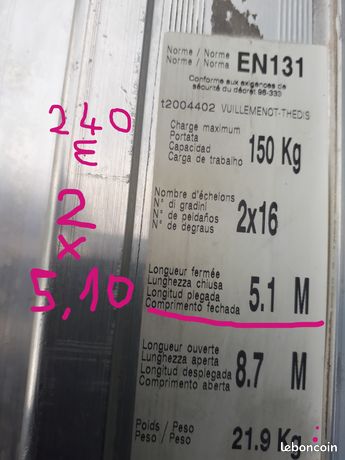 Norme / Norme
Norma / Norma
EN131
Conforme aux exigences de
sécurité du décret 96-333
t2004402 VUILLEMENOT-THEDIS
240
€
Charge maximum
Portata
Capacidad
Carga de trabalho
150 Kg
2
x
5,10
Nombre d'échelons
N° di gradini
N° de peldaños
N° de degraus
2x16
Longueur fermée
Lunghezza chiusa
Longitud plegada
Comprimento fechada
5.1 M
Longueur ouverte
Lunghezza aperta
Longitud desplegada
Comprimento aberta
8.7 M
Poids / Peso
Peso / Peso
21.9 Kg
leboncoin